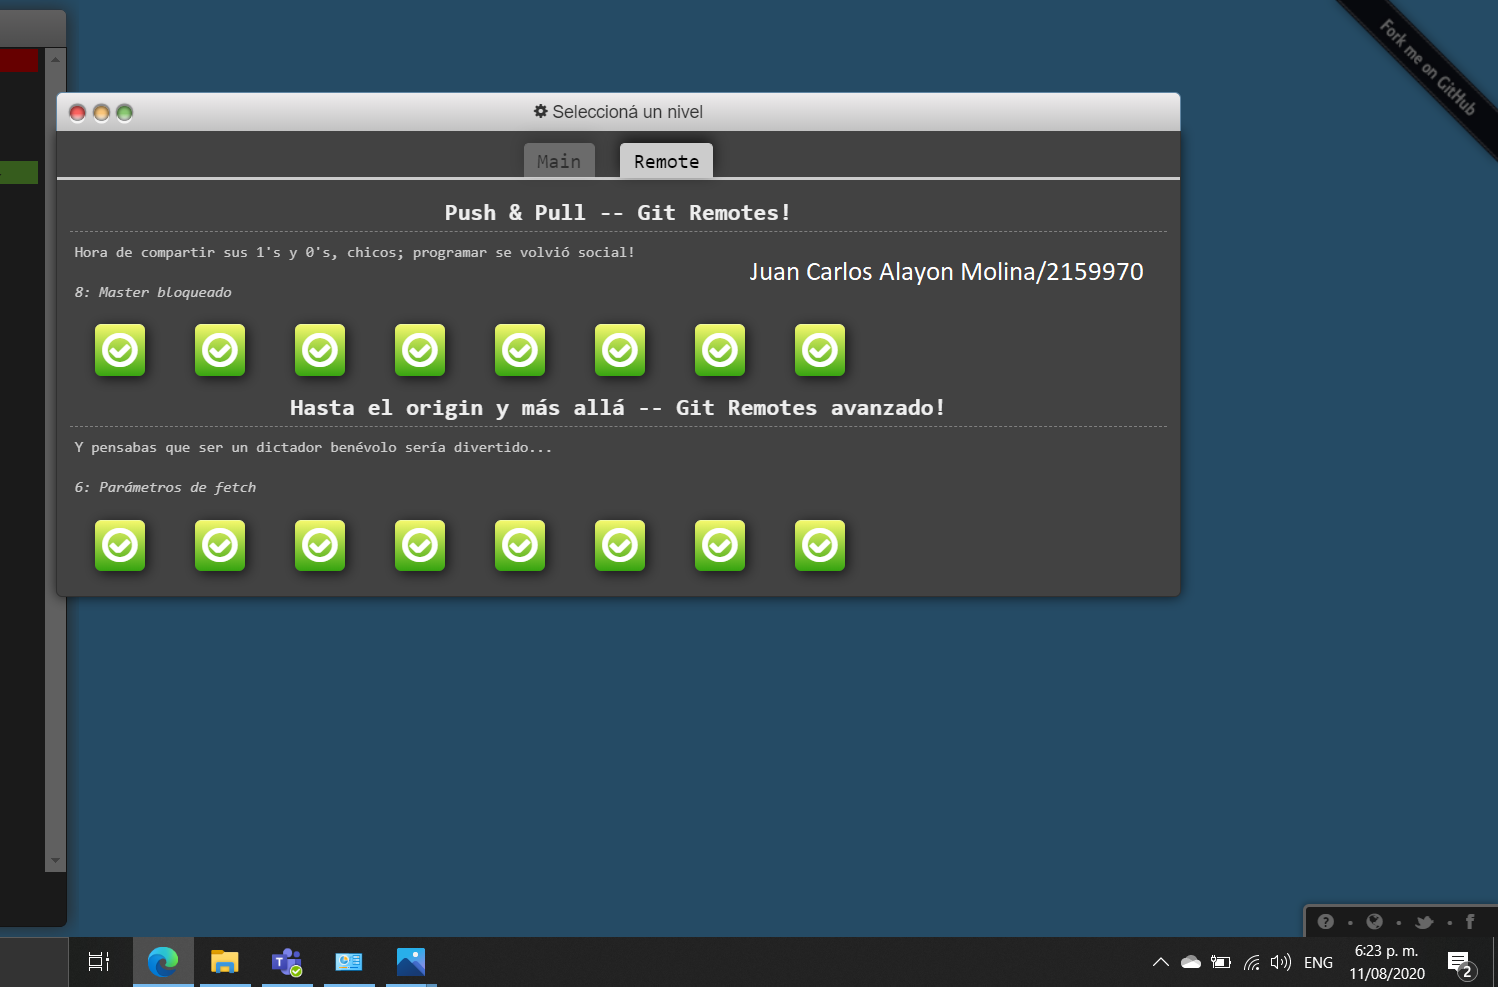 Fork me on GitHub
Seleccioná un nivel
Main Remote
Push & Pull -- Git Remotes!
Hora de compartir sus 1's y 0's, chicos; programar se volvió social!
Juan Carlos Alayon Molina/2159970
8: Master bloqueado
Hasta el origin y más allá -- Git Remotes avanzado!
Y pensabas que ser un dictador benévolo sería divertido...
6: Parámetros de fetch
ENG
6:23 p. m.
11/08/2020
2